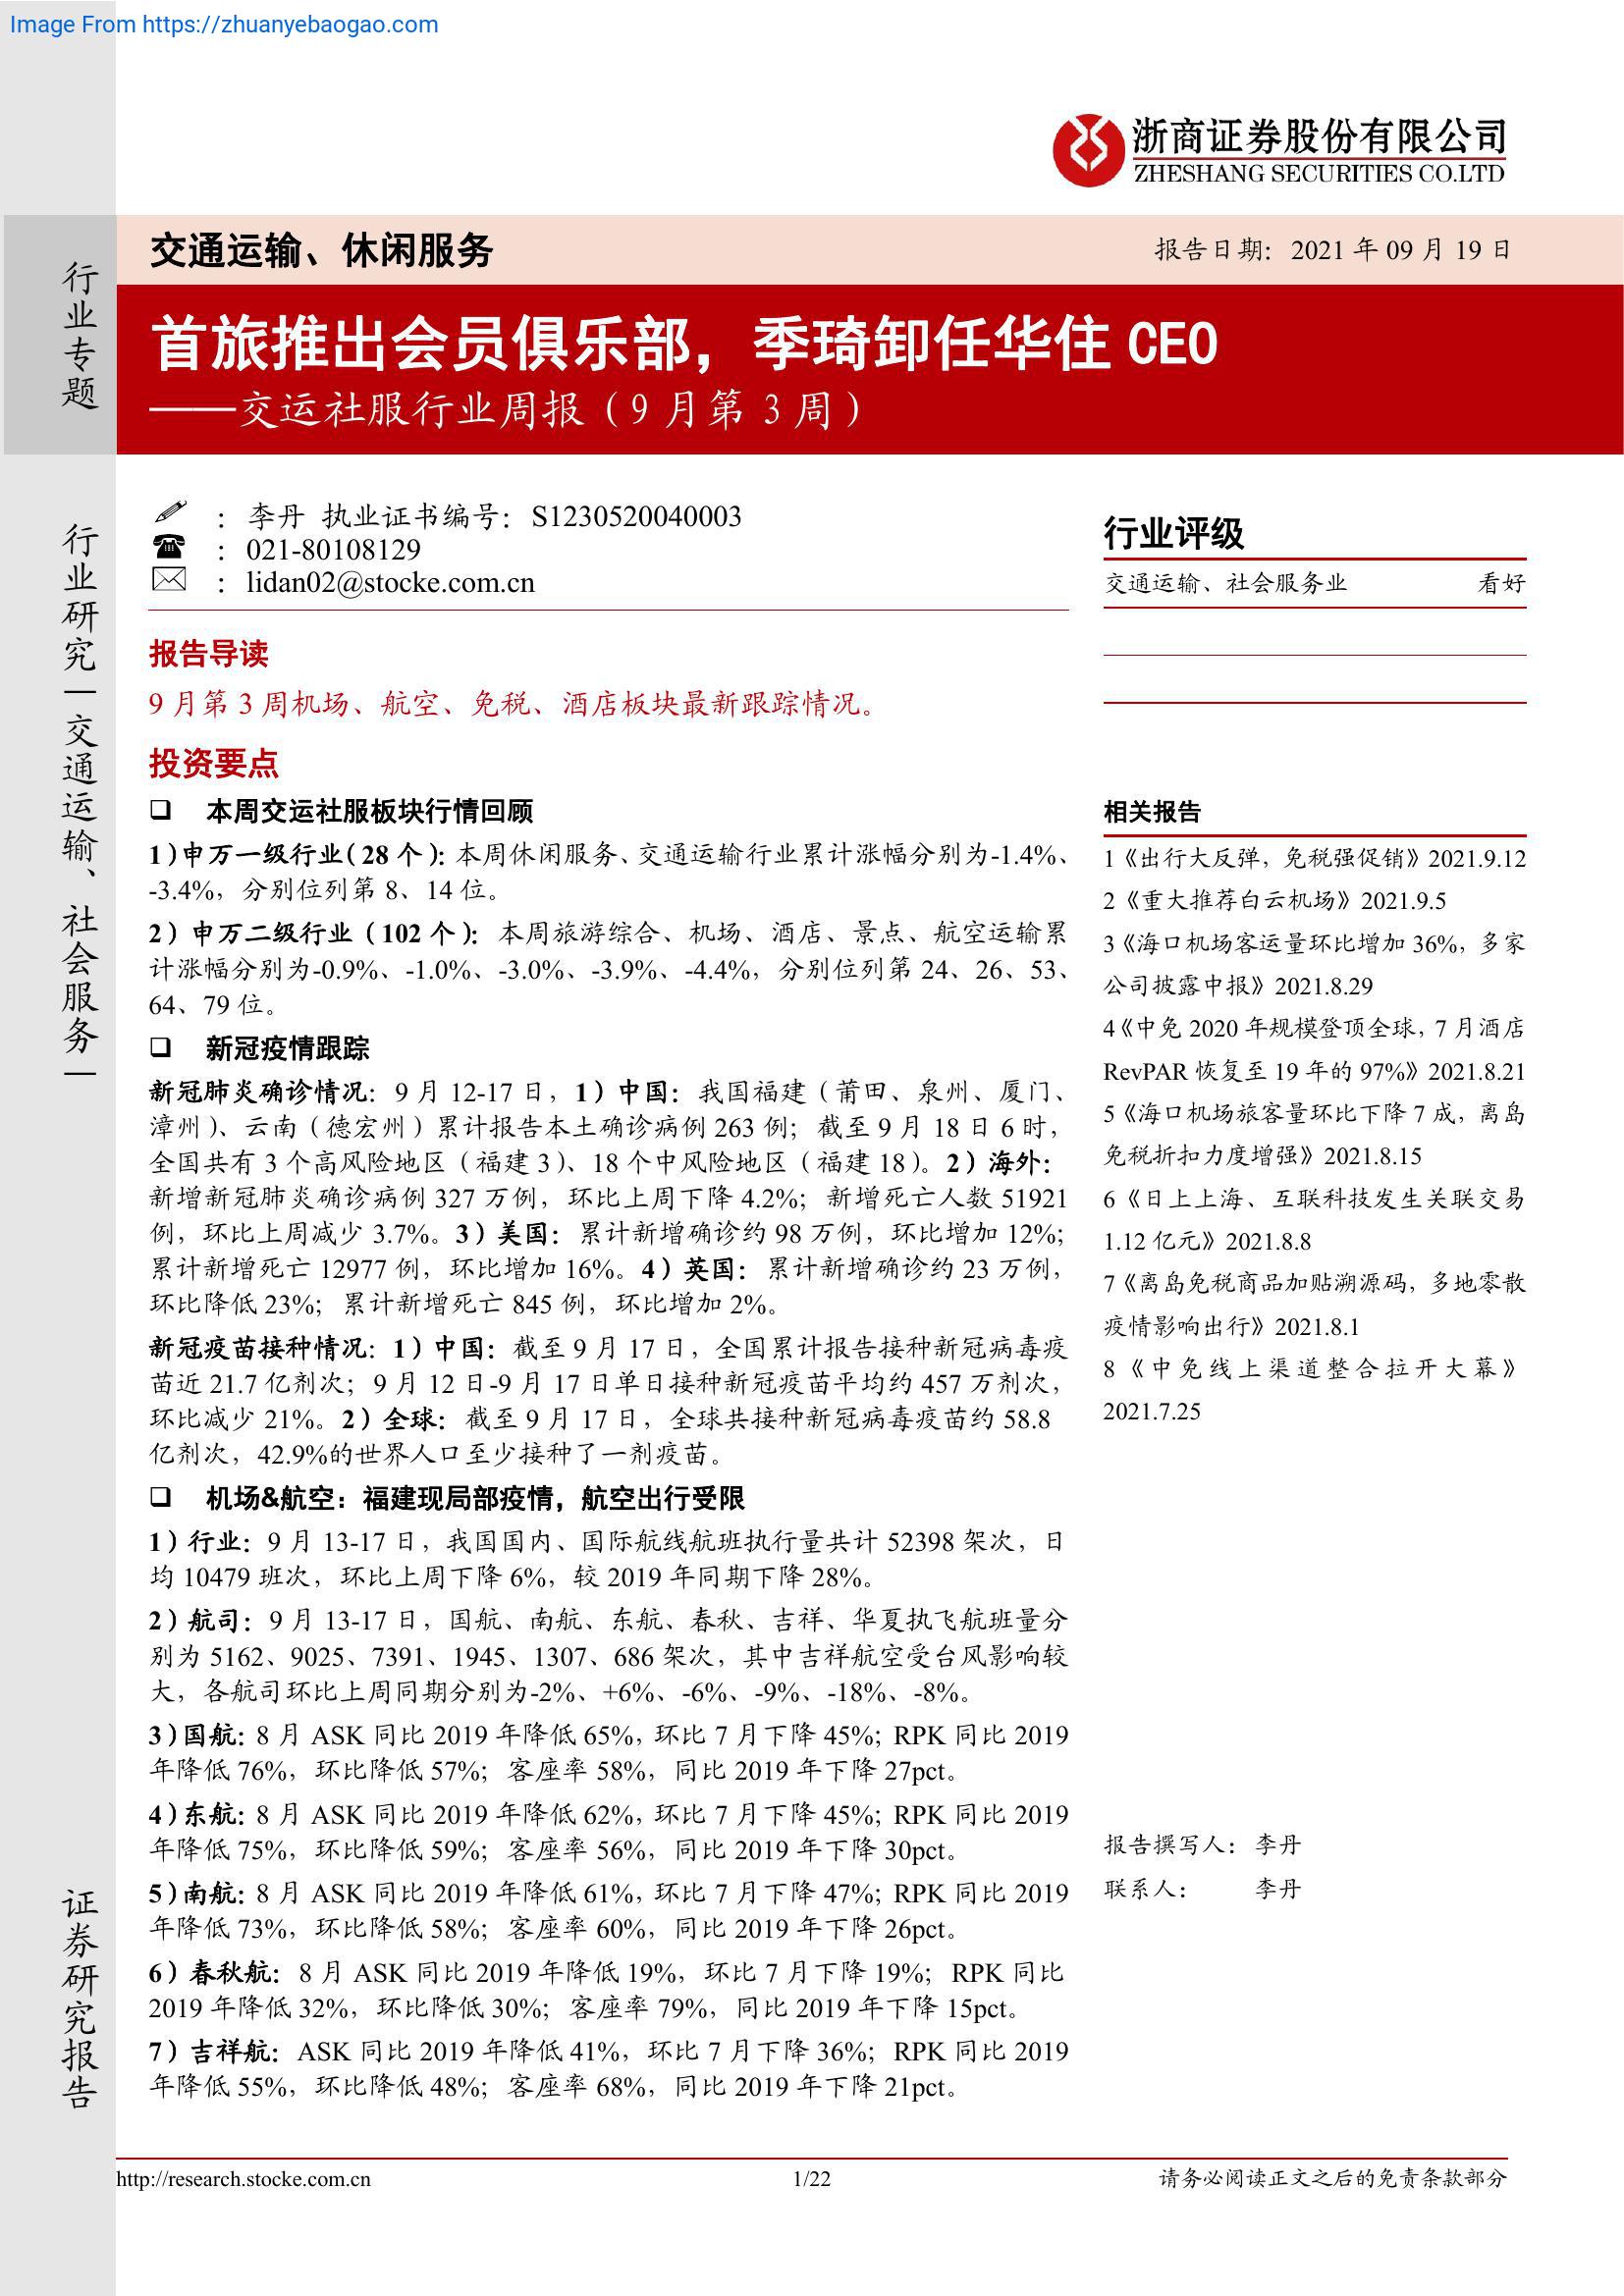 Image From https://zhuanyebaogao.com
浙商证券股份有限公司
ZHESHANG SECURITIES CO.LTD
交通运输、休闲服务
报告日期：2021 年 09 月 19 日
行业专题
首旅推出会员俱乐部，季琦卸任华住 CEO
——交运社服行业周报（9 月第 3 周）
行业研究|交通运输、社会服务|
证券研究报告
： 李丹 执业证书编号：S1230520040003
： 021-80108129
： lidan02@stocke.com.cn
报告导读
9 月第 3 周机场、航空、免税、酒店板块最新跟踪情况。
投资要点
❑ 本周交运社服板块行情回顾
1)申万一级行业(28 个)：本周休闲服务、交通运输行业累计涨幅分别为-1.4%、
-3.4%，分别位列第 8、14 位。
2）申万二级行业（102 个）：本周旅游综合、机场、酒店、景点、航空运输累
计涨幅分别为-0.9%、-1.0%、-3.0%、-3.9%、-4.4%，分别位列第 24、26、53、
64、79 位。
❑ 新冠疫情跟踪
新冠肺炎确诊情况：9 月 12-17 日，1）中国：我国福建（莆田、泉州、厦门、
漳州）、云南（德宏州）累计报告本土确诊病例 263 例；截至 9 月 18 日 6 时，
全国共有 3 个高风险地区（福建 3）、18 个中风险地区（福建 18）。2）海外：
新增新冠肺炎确诊病例 327 万例，环比上周下降 4.2%；新增死亡人数 51921
例，环比上周减少 3.7%。3）美国：累计新增确诊约 98 万例，环比增加 12%；
累计新增死亡 12977 例，环比增加 16%。4）英国：累计新增确诊约 23 万例，
环比降低 23%；累计新增死亡 845 例，环比增加 2%。
新冠疫苗接种情况：1）中国：截至 9 月 17 日，全国累计报告接种新冠病毒疫
苗近 21.7 亿剂次；9 月 12 日-9 月 17 日单日接种新冠疫苗平均约 457 万剂次，
环比减少 21%。2）全球：截至 9 月 17 日，全球共接种新冠病毒疫苗约 58.8
亿剂次，42.9%的世界人口至少接种了一剂疫苗。
❑ 机场&航空：福建现局部疫情，航空出行受限
1）行业：9 月 13-17 日，我国国内、国际航线航班执行量共计 52398 架次，日
均 10479 班次，环比上周下降 6%，较 2019 年同期下降 28%。
2）航司：9 月 13-17 日，国航、南航、东航、春秋、吉祥、华夏执飞航班量分
别为 5162、9025、7391、1945、1307、686 架次，其中吉祥航空受台风影响较
大，各航司环比上周同期分别为-2%、+6%、-6%、-9%、-18%、-8%。
3)国航：8 月 ASK 同比 2019 年降低 65%，环比 7 月下降 45%；RPK 同比 2019
年降低 76%，环比降低 57%；客座率 58%，同比 2019 年下降 27pct。
4)东航：8 月 ASK 同比 2019 年降低 62%，环比 7 月下降 45%；RPK 同比 2019
年降低 75%，环比降低 59%；客座率 56%，同比 2019 年下降 30pct。
5)南航：8 月 ASK 同比 2019 年降低 61%，环比 7 月下降 47%；RPK 同比 2019
年降低 73%，环比降低 58%；客座率 60%，同比 2019 年下降 26pct。
6）春秋航：8 月 ASK 同比 2019 年降低 19%，环比 7 月下降 19%；RPK 同比
2019 年降低 32%，环比降低 30%；客座率 79%，同比 2019 年下降 15pct。
7）吉祥航：ASK 同比 2019 年降低 41%，环比 7 月下降 36%；RPK 同比 2019
年降低 55%，环比降低 48%；客座率 68%，同比 2019 年下降 21pct。
行业评级
交通运输、社会服务业 看好
相关报告
1《出行大反弹，免税强促销》2021.9.12
2《重大推荐白云机场》2021.9.5
3《海口机场客运量环比增加 36%，多家
公司披露中报》2021.8.29
4《中免 2020 年规模登顶全球，7 月酒店
RevPAR 恢复至 19 年的 97%》2021.8.21
5《海口机场旅客量环比下降 7 成，离岛
免税折扣力度增强》2021.8.15
6《日上上海、互联科技发生关联交易
1.12 亿元》2021.8.8
7《离岛免税商品加贴溯源码，多地零散
疫情影响出行》2021.8.1
8《中免线上渠道整合拉开大幕》
2021.7.25
报告撰写人： 李丹
联系人： 李丹
http://research.stocke.com.cn
1/22
请务必阅读正文之后的免责条款部分